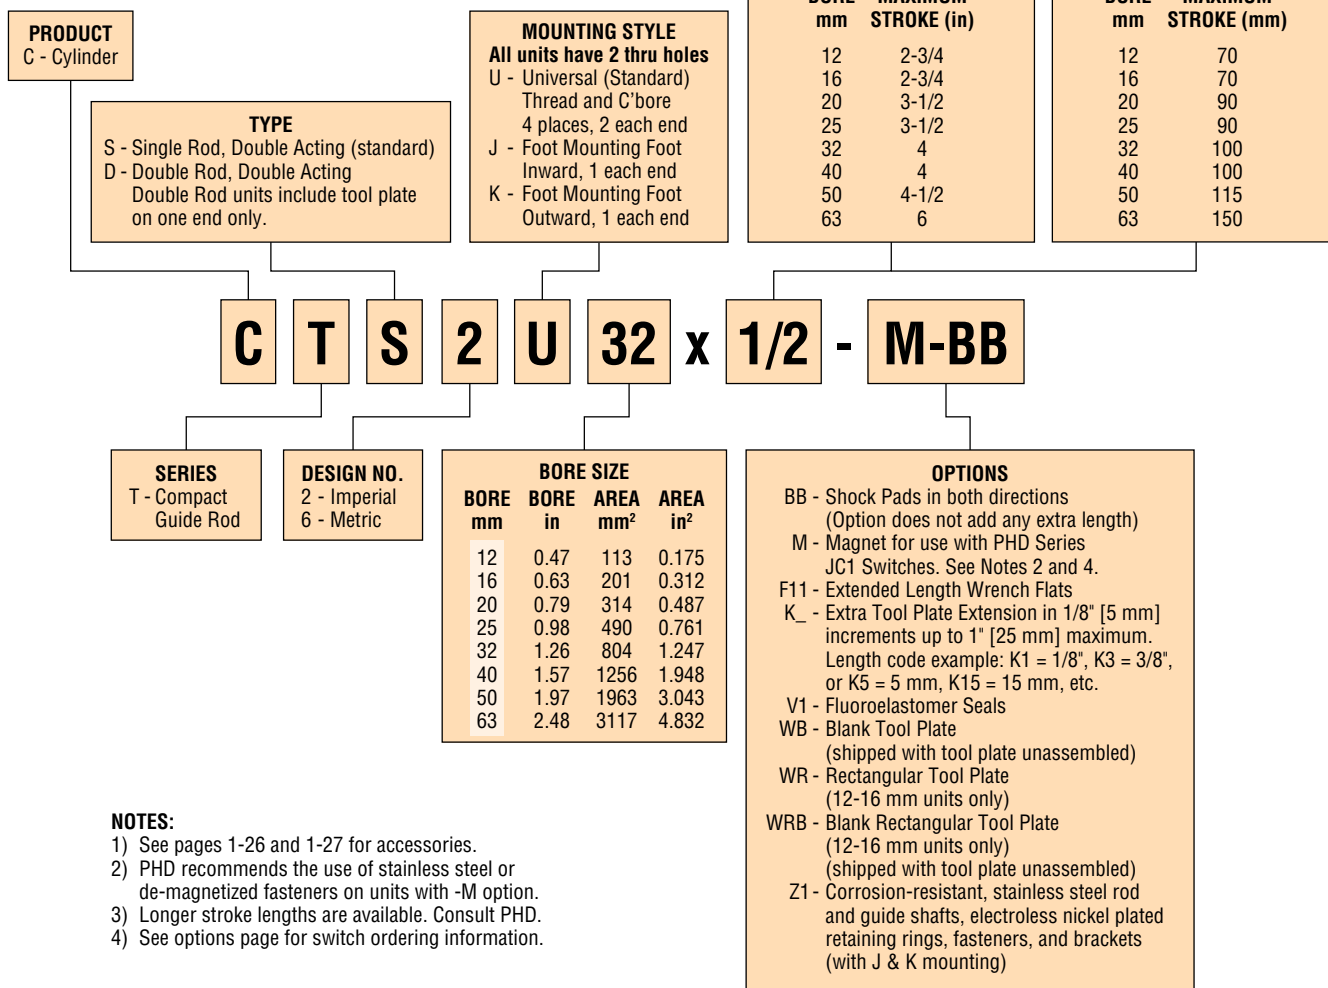 PRODUCT
C - Cylinder
TYPE
S - Single Rod, Double Acting (standard)
D - Double Rod, Double Acting
Double Rod units include tool plate
on one end only.
MOUNTING STYLE
All units have 2 thru holes
U - Universal (Standard)
Thread and C'bore
4 places, 2 each end
J - Foot Mounting Foot
Inward, 1 each end
K - Foot Mounting Foot
Outward, 1 each end
BORE MAXIMUM
mm STROKE (in)
12 2-3/4
16 2-3/4
20 3-1/2
25 3-1/2
32 4
40 4
50 4-1/2
63 6
BORE MAXIMUM
mm STROKE (mm)
12 70
16 70
20 90
25 90
32 100
40 100
50 115
63 150
C T S 2 U 32 x 1/2 - M-BB
SERIES
T - Compact
Guide Rod
DESIGN NO.
2 - Imperial
6 - Metric
BORE SIZE
BORE BORE AREA AREA
mm in mm² in²
12 0.47 113 0.175
16 0.63 201 0.312
20 0.79 314 0.487
25 0.98 490 0.761
32 1.26 804 1.247
40 1.57 1256 1.948
50 1.97 1963 3.043
63 2.48 3117 4.832
OPTIONS
BB - Shock Pads in both directions
(Option does not add any extra length)
M - Magnet for use with PHD Series
JC1 Switches. See Notes 2 and 4.
F11 - Extended Length Wrench Flats
K_ - Extra Tool Plate Extension in 1/8" [5 mm]
increments up to 1" [25 mm] maximum.
Length code example: K1 = 1/8", K3 = 3/8",
or K5 = 5 mm, K15 = 15 mm, etc.
V1 - Fluoroelastomer Seals
WB - Blank Tool Plate
(shipped with tool plate unassembled)
WR - Rectangular Tool Plate
(12-16 mm units only)
WRB - Blank Rectangular Tool Plate
(12-16 mm units only)
(shipped with tool plate unassembled)
Z1 - Corrosion-resistant, stainless steel rod
and guide shafts, electroless nickel plated
retaining rings, fasteners, and brackets
(with J & K mounting)
NOTES:
1) See pages 1-26 and 1-27 for accessories.
2) PHD recommends the use of stainless steel or
de-magnetized fasteners on units with -M option.
3) Longer stroke lengths are available. Consult PHD.
4) See options page for switch ordering information.